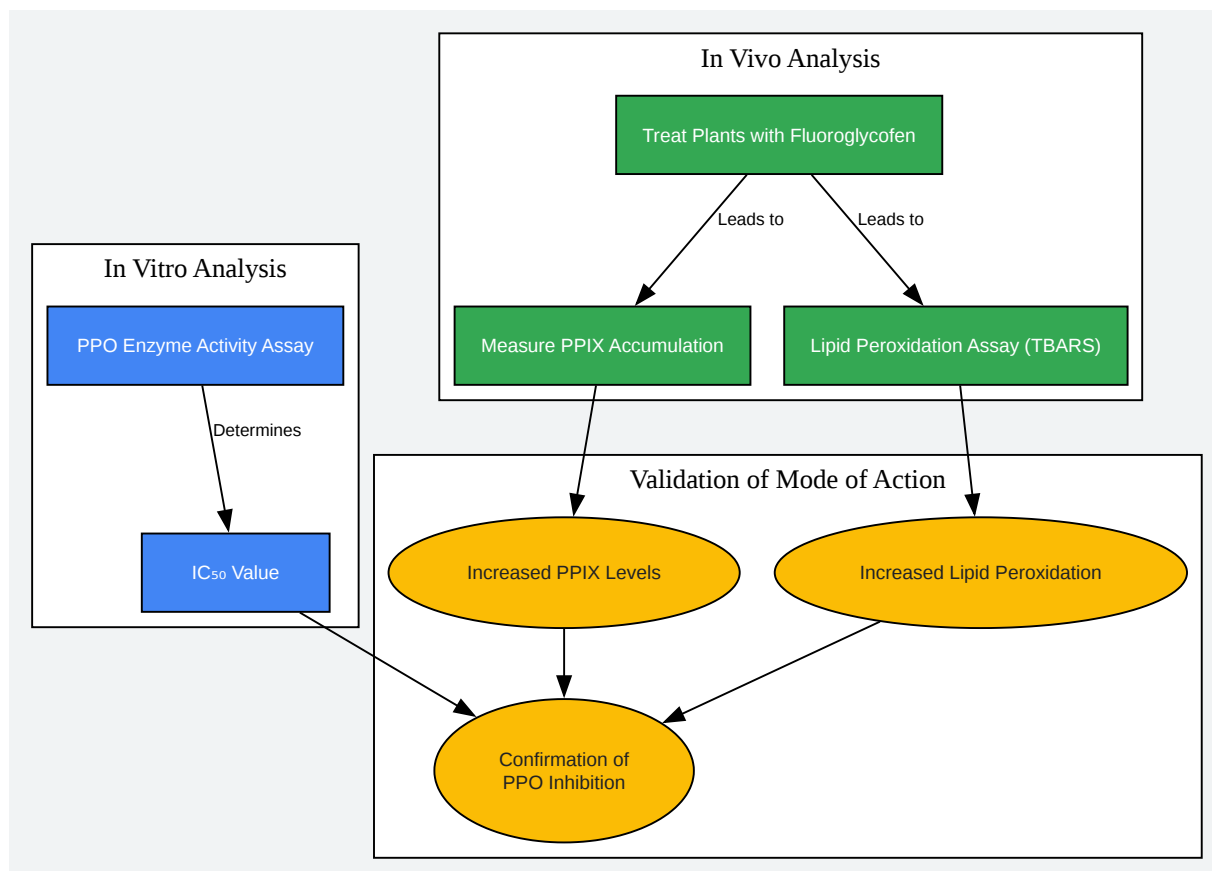 In Vivo Analysis
Treat Plants with Fluoroglycofen
Leads to
Leads to
In Vitro Analysis
PPO Enzyme Activity Assay
Measure PPIX Accumulation
Lipid Peroxidation Assay (TBARS)
Determines
Validation of Mode of Action
IC₅₀ Value
Increased PPIX Levels
Increased Lipid Peroxidation
Confirmation of
PPO Inhibition